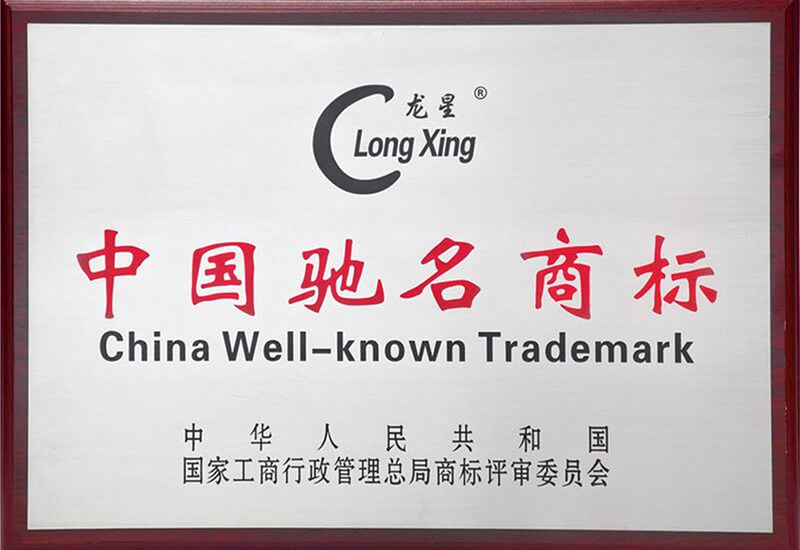 龙星®
Long Xing
中国驰名商标
China Well-known Trademark
中华人民共和国
国家工商行政管理总局商标评审委员会